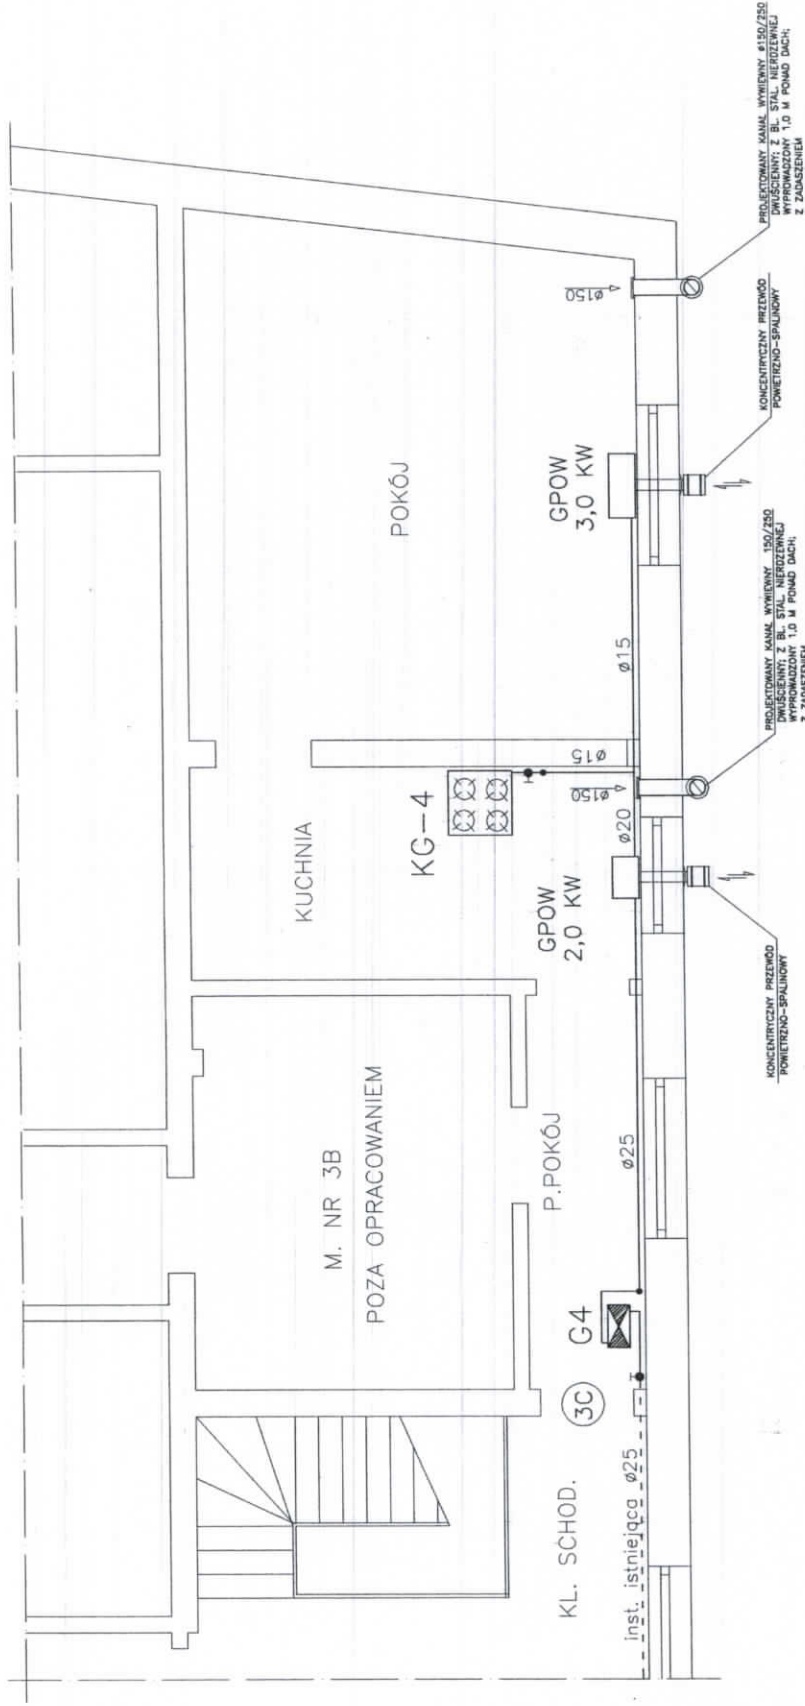 KL. SCHOD.
inst. istniejąca ø25
3C
G4
M. NR 3B
POZA OPRACOWANIEM
P.POKÓJ
ø25
KUCHNIA
KG-4
GPOW
2,0 KW
ø20
ø150
ø15
POKÓJ
ø15
GPOW
3,0 KW
ø150
KONCENTRYCZNY PRZEWÓD
POWIETRZNO-SPALINOWY
PROJEKTOWANY KANAŁ WYWIEWNY 150/250
DWUŚCIENNY; Z BL. STAL. NIERDZEWNEJ
WYPROWADZONY 1,0 M PONAD DACH;
Z ZADASZENIEM
KONCENTRYCZNY PRZEWÓD
POWIETRZNO-SPALINOWY
PROJEKTOWANY KANAŁ WYWIEWNY ø150/250
DWUŚCIENNY; Z BL. STAL. NIERDZEWNEJ
WYPROWADZONY 1,0 M PONAD DACH;
Z ZADASZENIEM